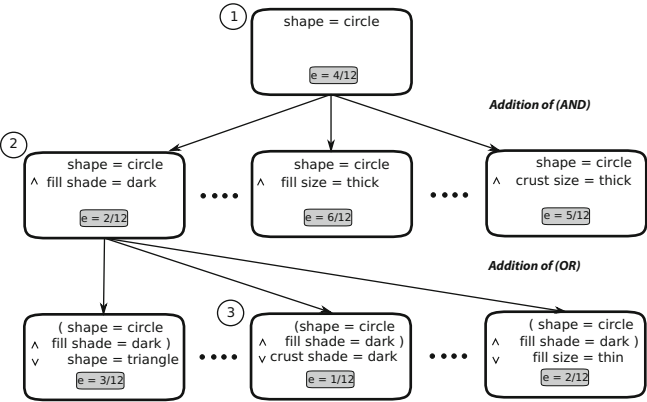 1
shape = circle
e = 4/12
Addition of (AND)
2
shape = circle
∧ fill shade = dark
e = 2/12
shape = circle
∧ fill size = thick
e = 6/12
shape = circle
∧ crust size = thick
e = 5/12
Addition of (OR)
( shape = circle
∧ fill shade = dark )
∨ shape = triangle
e = 3/12
3
(shape = circle
∧ fill shade = dark )
∨ crust shade = dark
e = 1/12
( shape = circle
∧ fill shade = dark )
∨ fill size = thin
e = 2/12